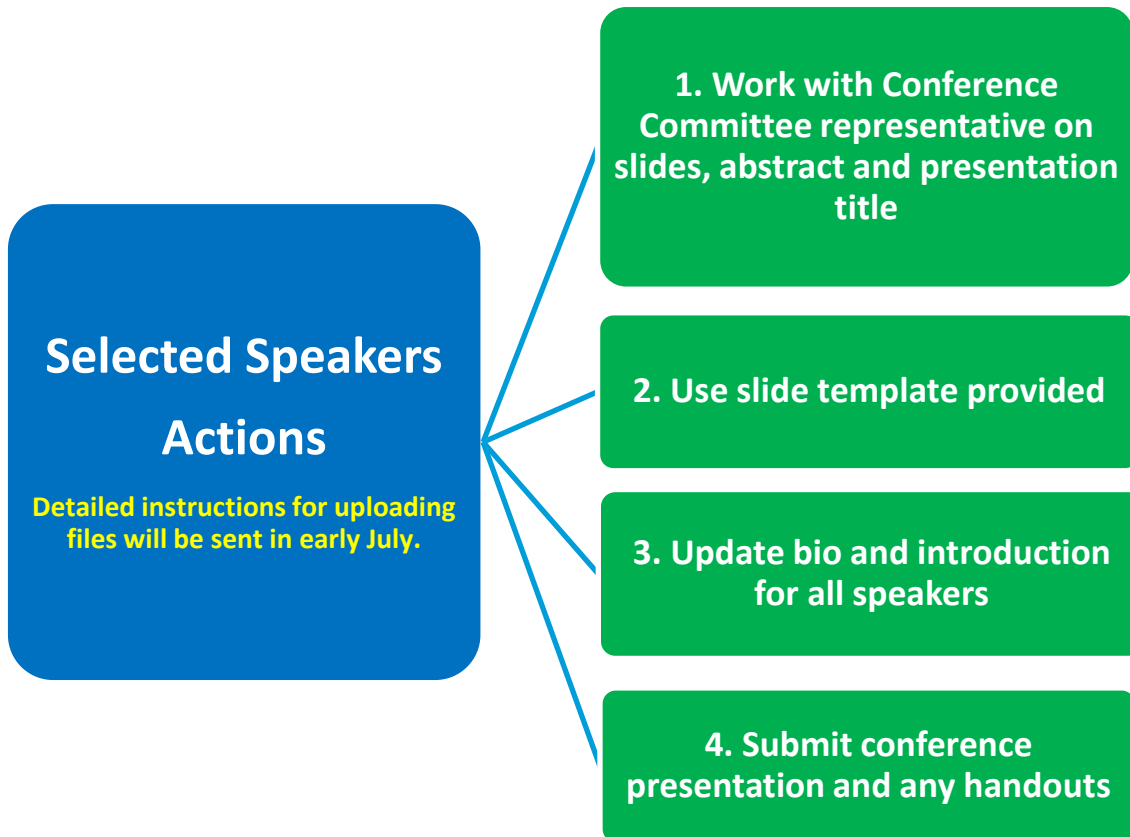 Selected Speakers
Actions
Detailed instructions for uploading
files will be sent in early July.
1. Work with Conference
Committee representative on
slides, abstract and presentation
title
2. Use slide template provided
3. Update bio and introduction
for all speakers
4. Submit conference
presentation and any handouts